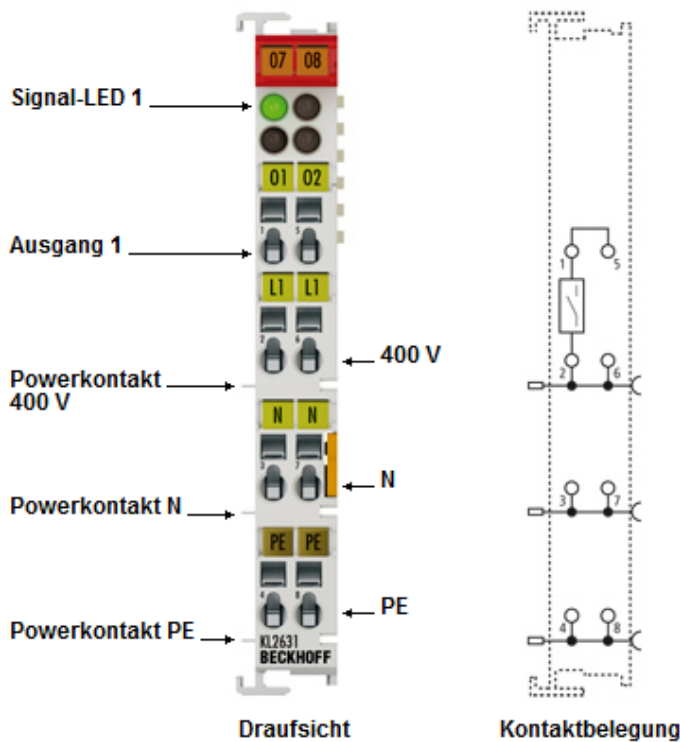 07 08
Signal-LED 1
O1 O2
1 5
Ausgang 1
1 5
L1 L1
2 6
400 V
Powerkontakt
400 V
2 6
N N
3 7
N
Powerkontakt N
3 7
PE PE
4 8
PE
Powerkontakt PE
4 8
KL2631
BECKHOFF
Draufsicht
Kontaktbelegung